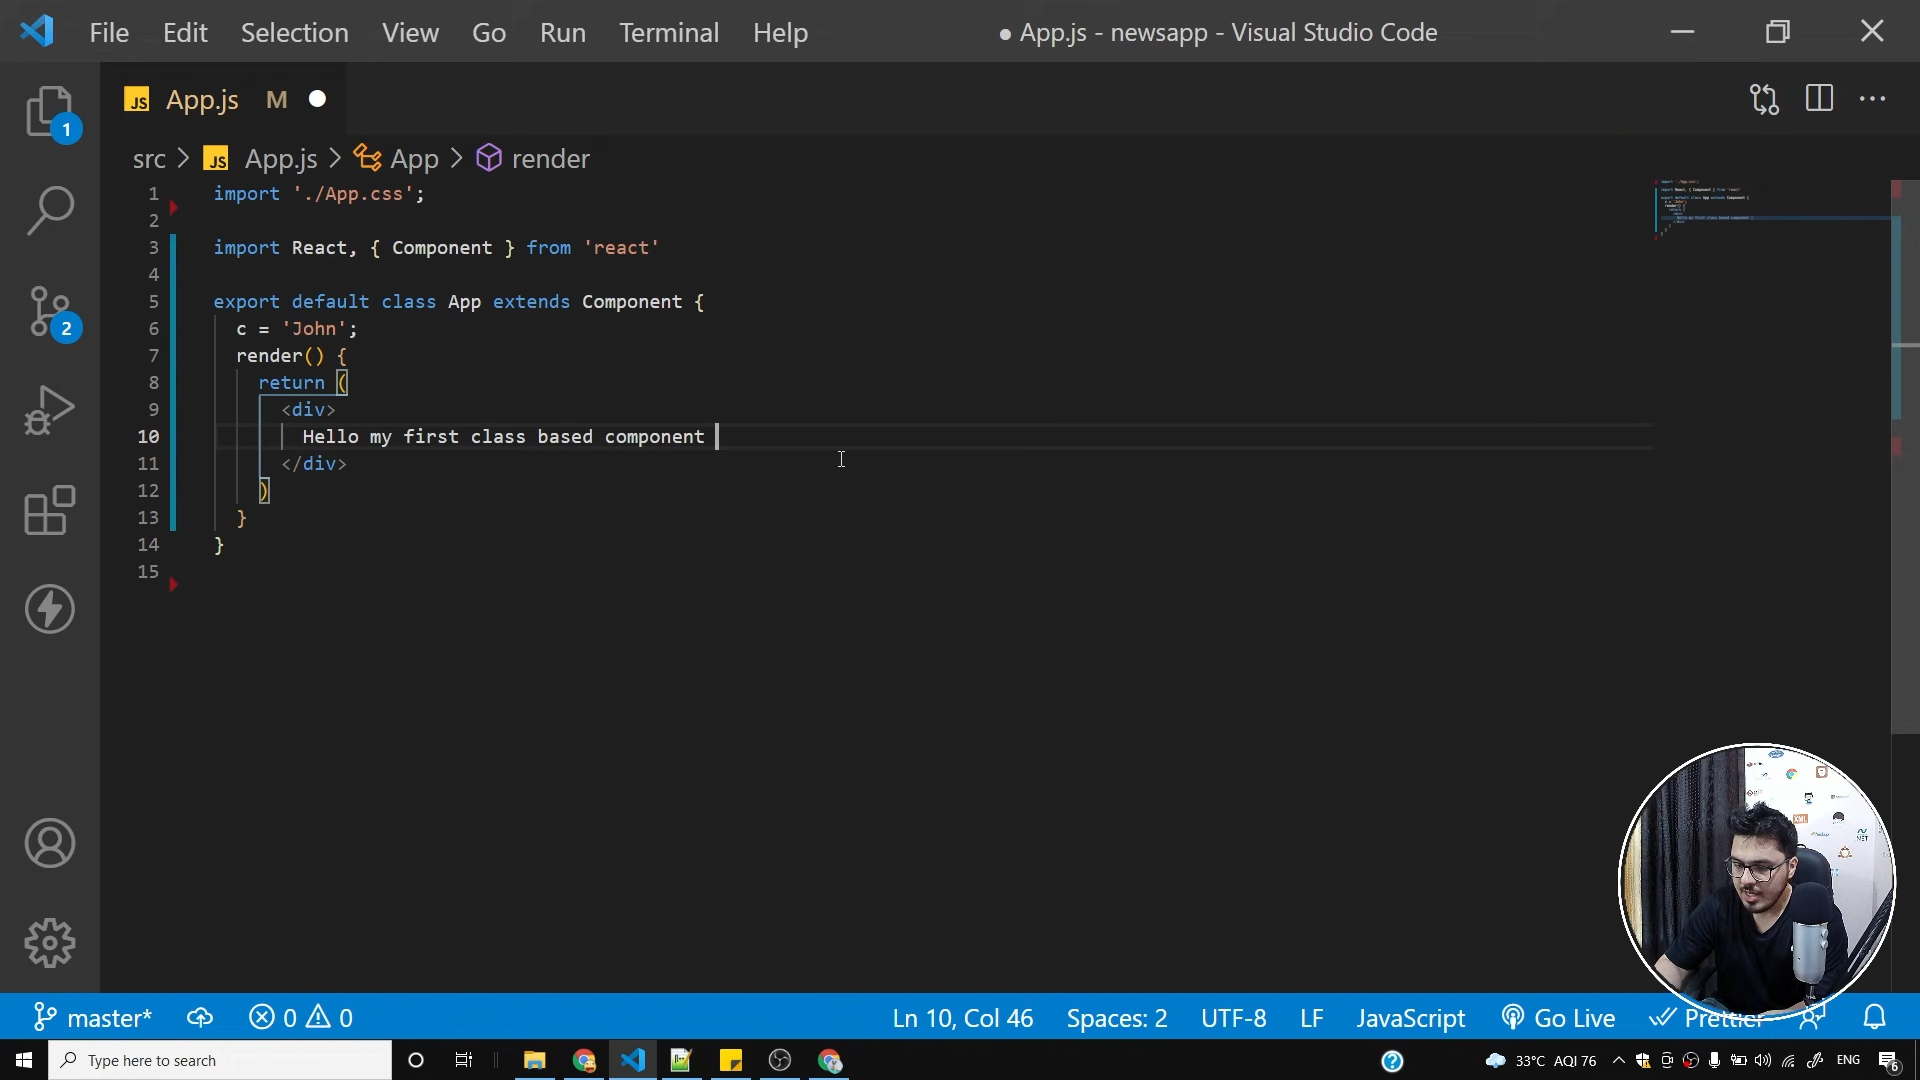 File Edit Selection View Go Run Terminal Help
● App.js - newsapp - Visual Studio Code
JS App.js M
src > JS App.js > App > render
1 import './App.css';
2
3 import React, { Component } from 'react'
4
5 export default class App extends Component {
6 c = 'John';
7 render() {
8 return (
9 <div>
10 Hello my first class based component
11 </div>
12 )
13 }
14 }
15
1
2
master* 0 0
Ln 10, Col 46 Spaces: 2 UTF-8 LF JavaScript Go Live Prettier
Type here to search
33°C AQI 76 ENG 6